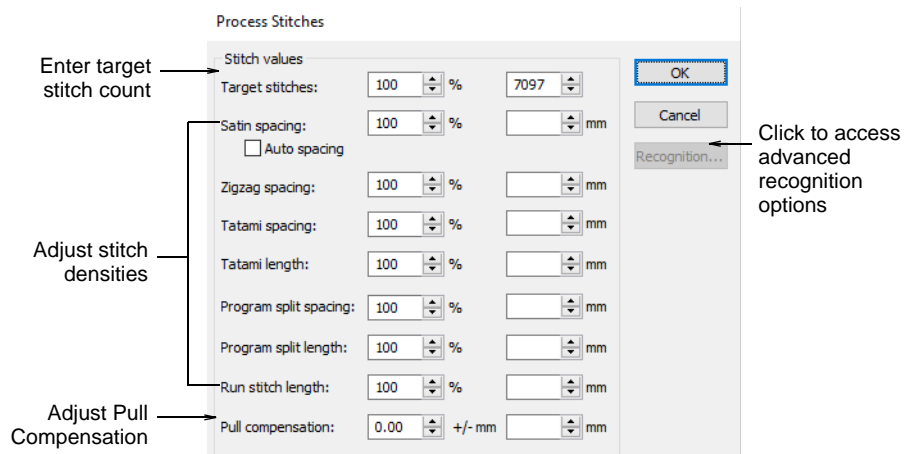 Process Stitches
Stitch values
Enter target
stitch count
Target stitches: 100 % 7097
OK
Satin spacing: 100 % mm
Cancel
Auto spacing
Click to access
advanced
recognition
options
Recognition...
Zigzag spacing: 100 % mm
Tatami spacing: 100 % mm
Adjust stitch
densities
Tatami length: 100 % mm
Program split spacing: 100 % mm
Program split length: 100 % mm
Run stitch length: 100 % mm
Adjust Pull
Compensation
Pull compensation: 0.00 +/- mm mm